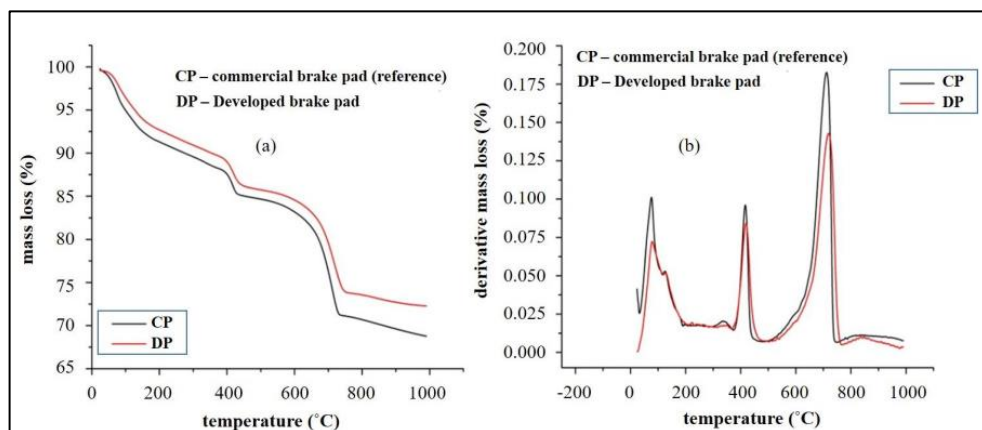 100
95
90
85
80
75
70
65
0
200
400
600
800
1000
mass loss (%)
temperature (˚C)
CP – commercial brake pad (reference)
DP – Developed brake pad
(a)
CP
DP
0.200
0.175
0.150
0.125
0.100
0.075
0.050
0.025
0.000
-200
0
200
400
600
800
1000
derivative mass loss (%)
temperature (˚C)
CP – commercial brake pad (reference)
DP – Developed brake pad
(b)
CP
DP